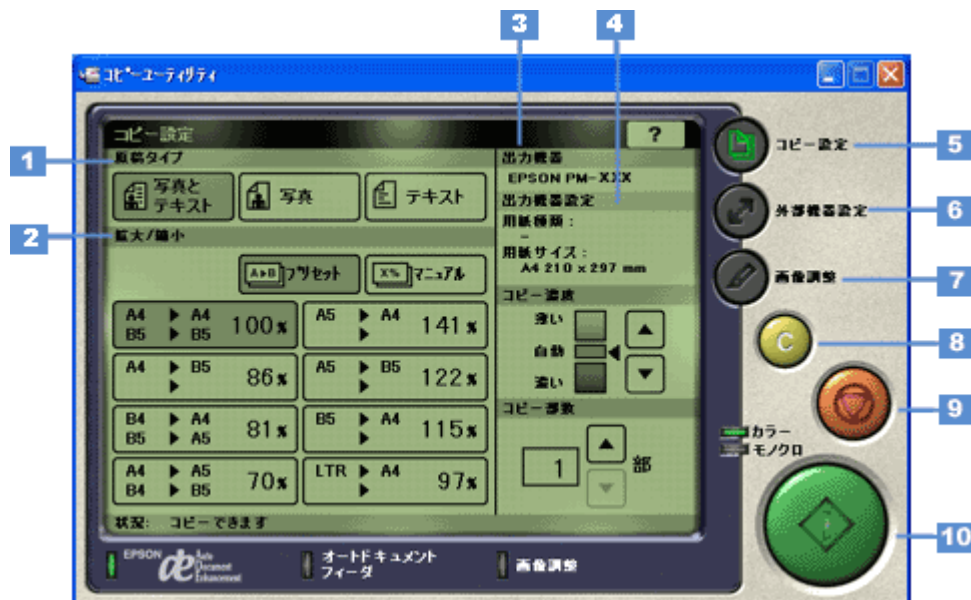 3
4
コピーユーティリティ
コピー設定
?
1
原稿タイプ
写真と
テキスト
写真
テキスト
2
拡大/縮小
A▶B
プリセット
X%
マニュアル
A4 ▶ A4
B5 ▶ B5
100%
A5 ▶ A4
▶
141%
A4 ▶ B5
▶
86%
A5 ▶ B5
▶
122%
B4 ▶ A4
B5 ▶ A5
81%
B5 ▶ A4
▶
115%
A4 ▶ A5
B4 ▶ B5
70%
LTR ▶ A4
▶
97%
状況: コピーできます
出力機器
EPSON PM-XXX
出力機器設定
用紙種類:
-
用紙サイズ:
A4 210 x 297 mm
コピー濃度
薄い
自動
濃い
コピー部数
1 部
コピー設定
5
外部機器設定
6
画像調整
7
C
8
9
カラー
モノクロ
10
EPSON
Auto
Document
Enhancement
オートドキュメント
フィーダ
画像調整